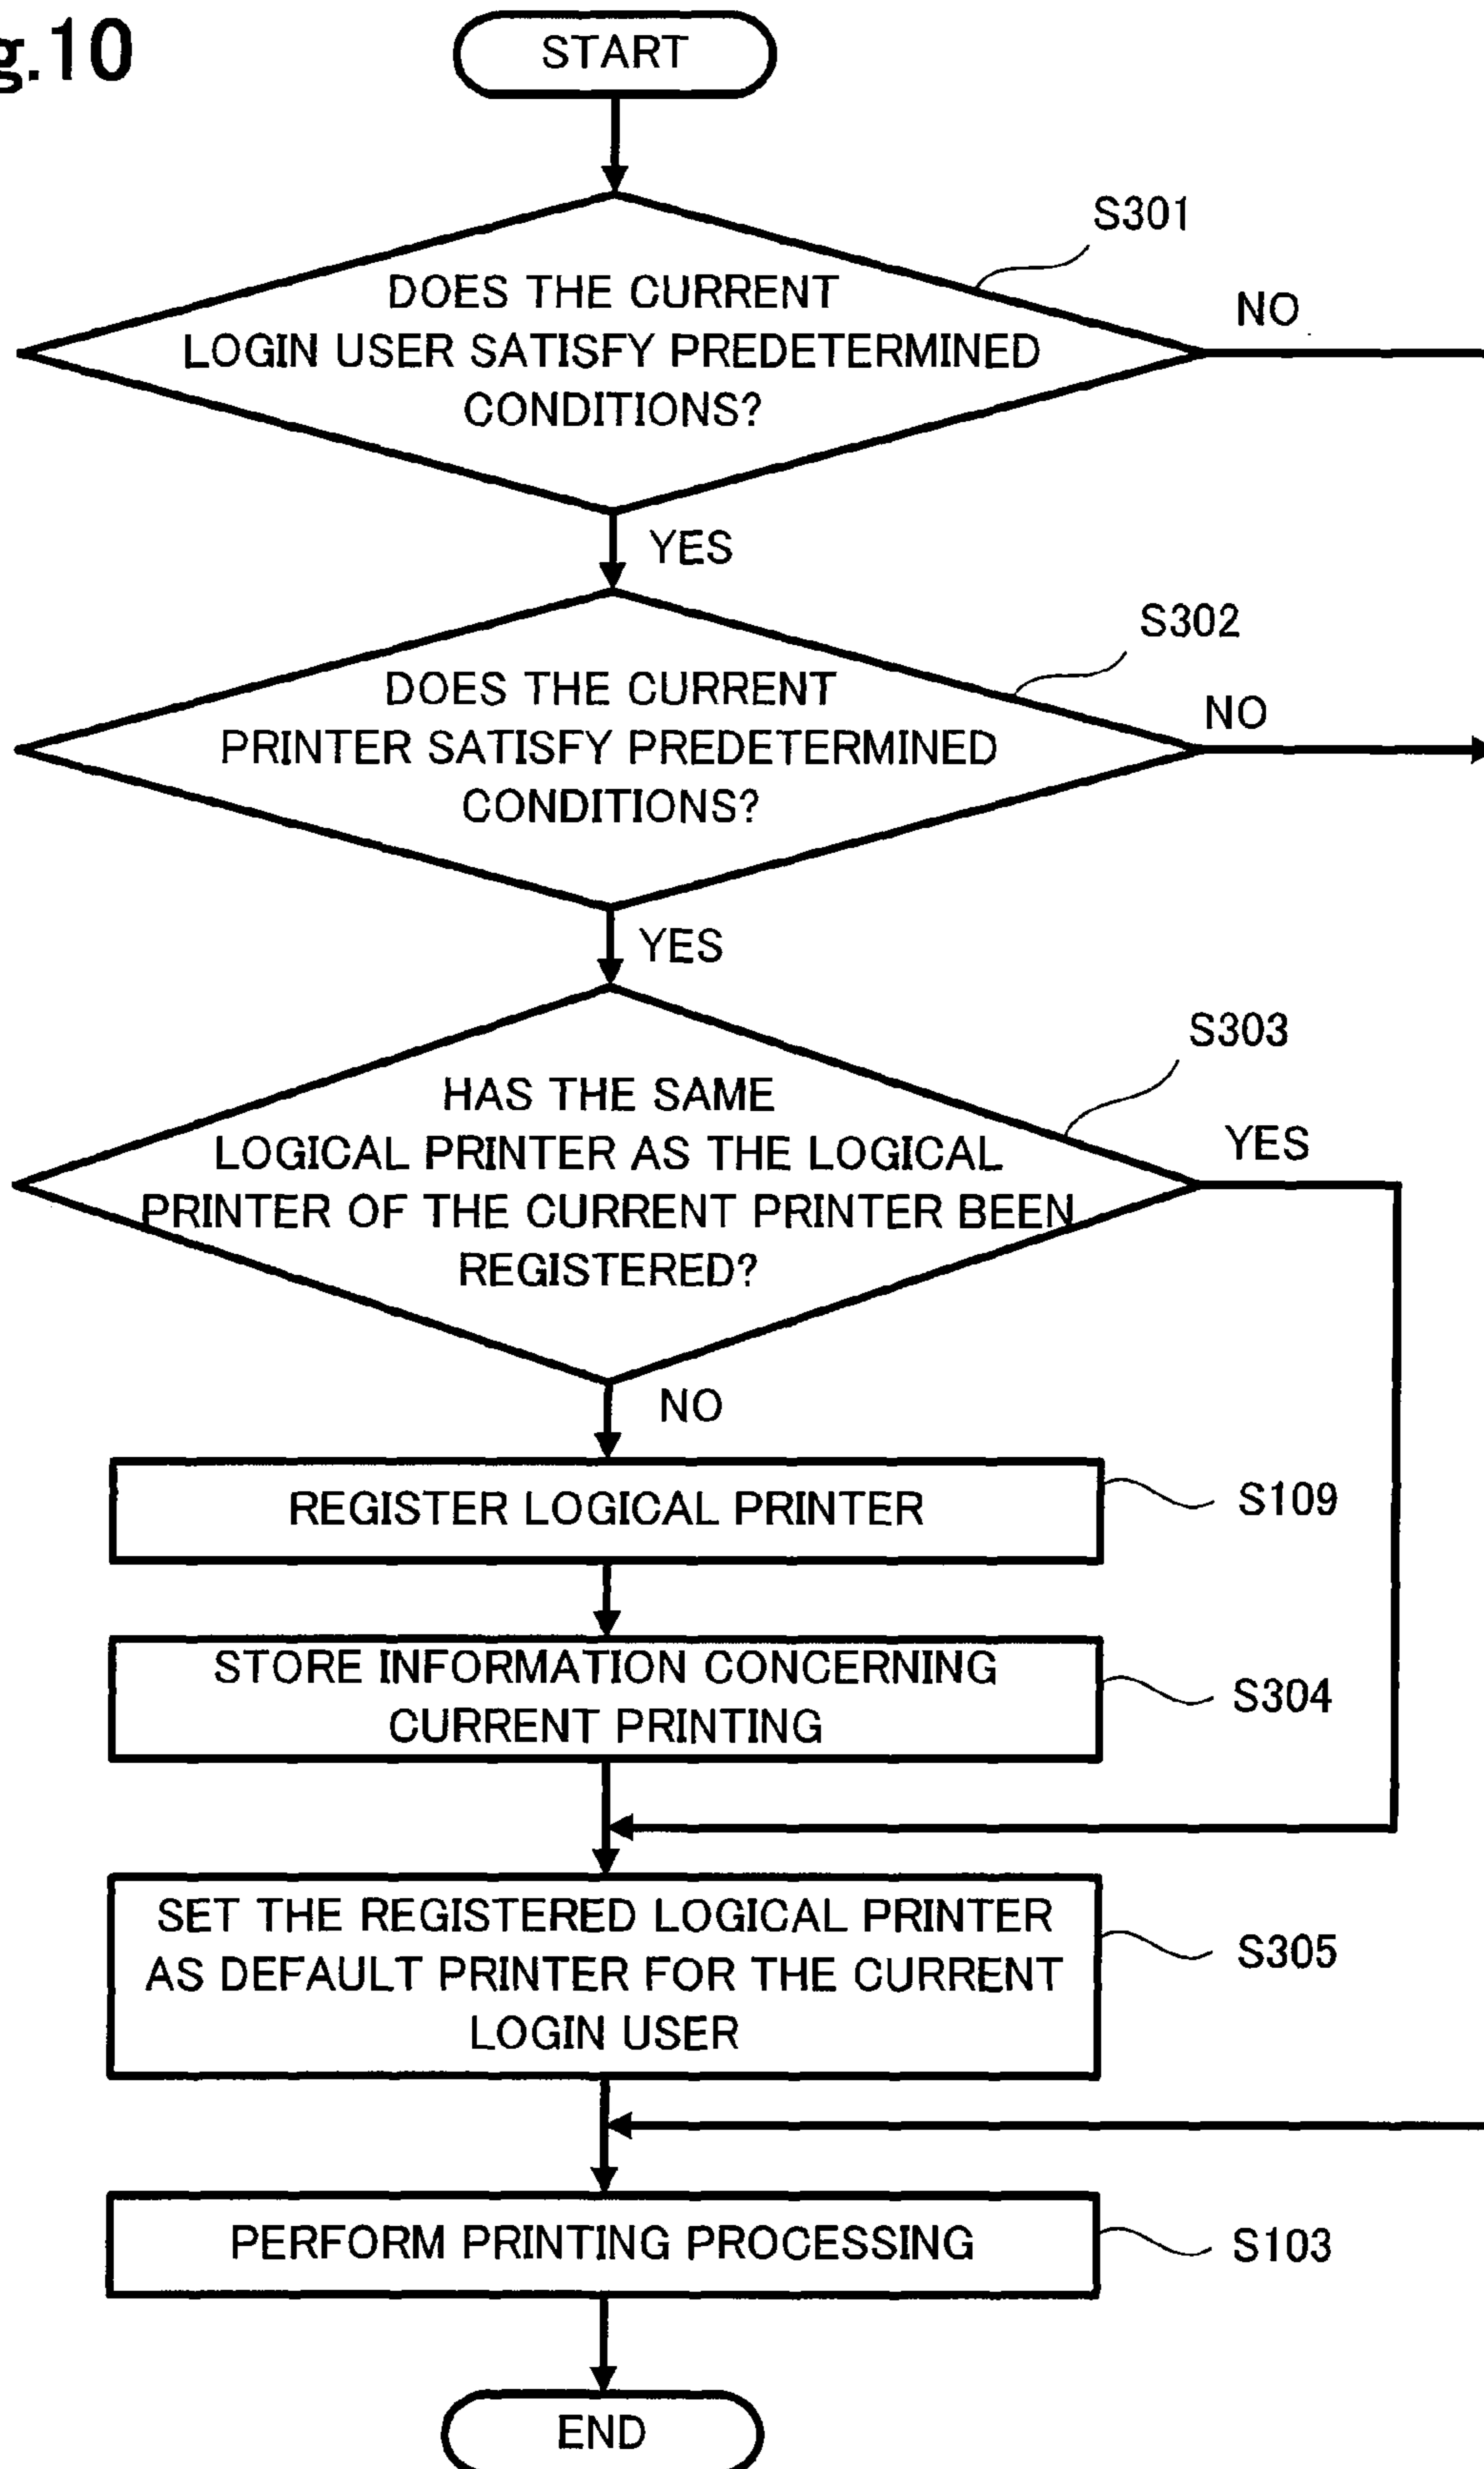 g.10
START
S301
DOES THE CURRENT
LOGIN USER SATISFY PREDETERMINED
CONDITIONS?
NO
YES
S302
DOES THE CURRENT
PRINTER SATISFY PREDETERMINED
CONDITIONS?
NO
YES
S303
HAS THE SAME
LOGICAL PRINTER AS THE LOGICAL
PRINTER OF THE CURRENT PRINTER BEEN
REGISTERED?
YES
NO
REGISTER LOGICAL PRINTER
S109
STORE INFORMATION CONCERNING
CURRENT PRINTING
S304
SET THE REGISTERED LOGICAL PRINTER
AS DEFAULT PRINTER FOR THE CURRENT
LOGIN USER
S305
PERFORM PRINTING PROCESSING
S103
END